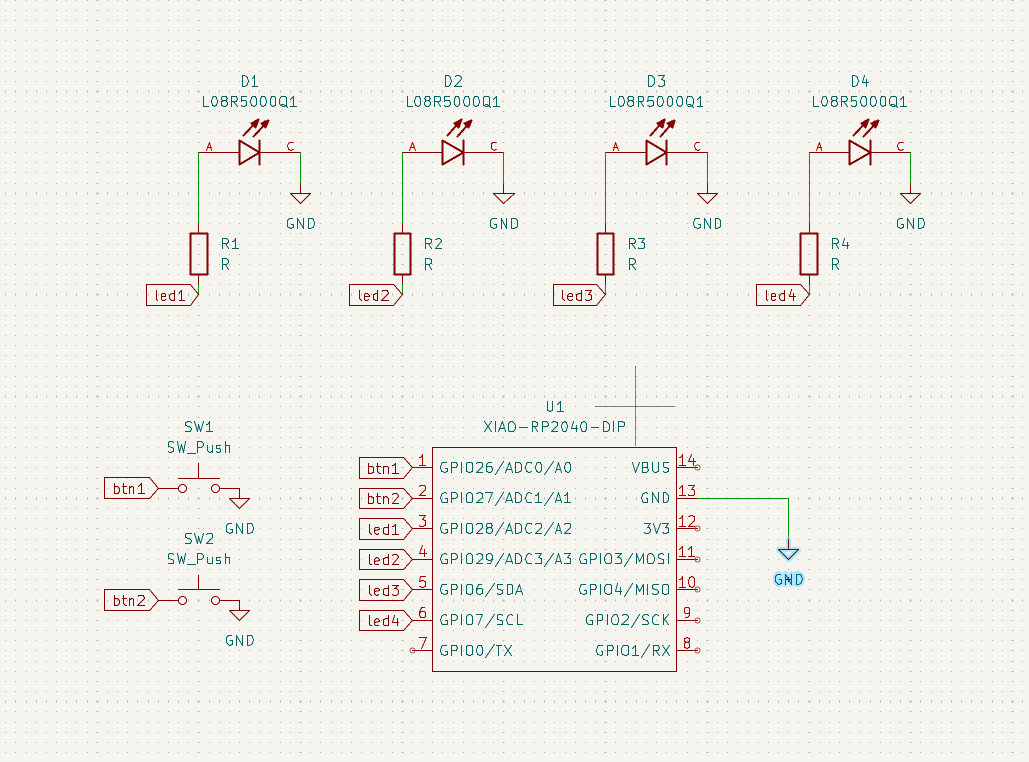 D1
L08R5000Q1
A
C
GND
R1
R
led1
D2
L08R5000Q1
A
C
GND
R2
R
led2
D3
L08R5000Q1
A
C
GND
R3
R
led3
D4
L08R5000Q1
A
C
GND
R4
R
led4
SW1
SW_Push
btn1
GND
SW2
SW_Push
btn2
GND
U1
XIAO-RP2040-DIP
btn1 1 GPIO26/ADC0/A0
btn2 2 GPIO27/ADC1/A1
led1 3 GPIO28/ADC2/A2
led2 4 GPIO29/ADC3/A3
led3 5 GPIO6/SDA
led4 6 GPIO7/SCL
7 GPIO0/TX
VBUS 14
GND 13
3V3 12
GPIO3/MOSI 11
GPIO4/MISO 10
GPIO2/SCK 9
GPIO1/RX 8
GND